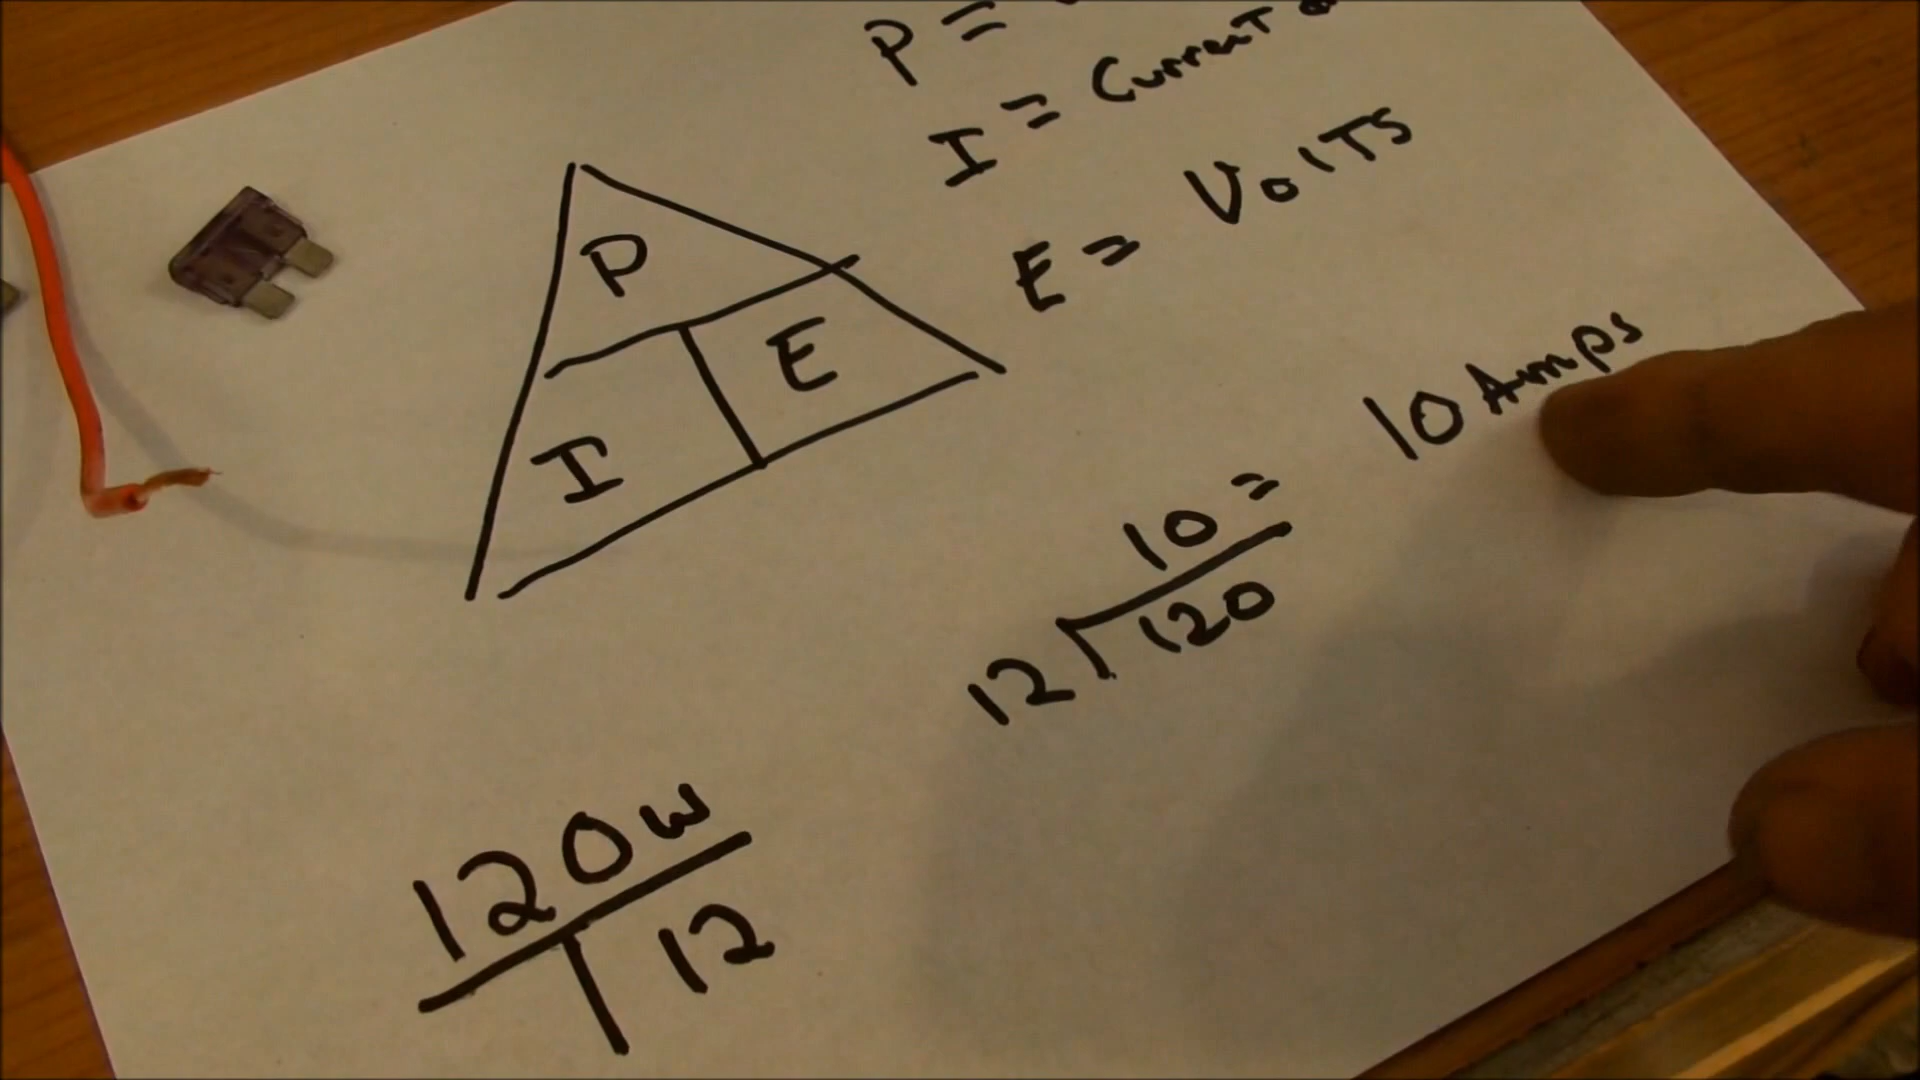 P =
I = Current
E = Volts
P
I E
10 = 10 Amps
12 120
120w
12